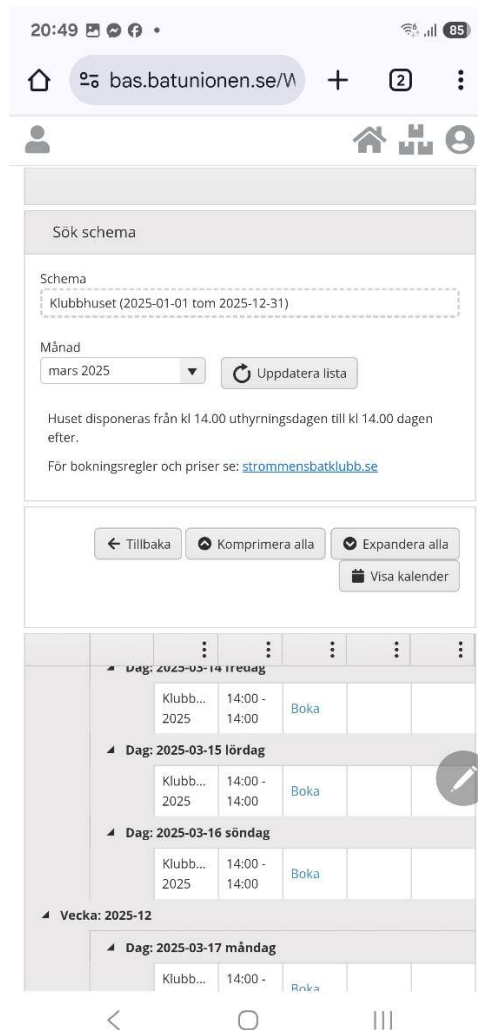 20:49
85
bas.batunionen.se/W
2
Sök schema
Schema
Klubbhuset (2025-01-01 tom 2025-12-31)
Månad
mars 2025
Uppdatera lista
Huset disponeras från kl 14.00 uthyrningsdagen till kl 14.00 dagen
efter.
För bokningsregler och priser se: strommensbatklubb.se
Tillbaka
Komprimera alla
Expandera alla
Visa kalender
Dag: 2025-03-14 fredag
Klubb... 14:00 -
2025 14:00
Boka
Dag: 2025-03-15 lördag
Klubb... 14:00 -
2025 14:00
Boka
Dag: 2025-03-16 söndag
Klubb... 14:00 -
2025 14:00
Boka
Vecka: 2025-12
Dag: 2025-03-17 måndag
Klubb... 14:00 -
Boka